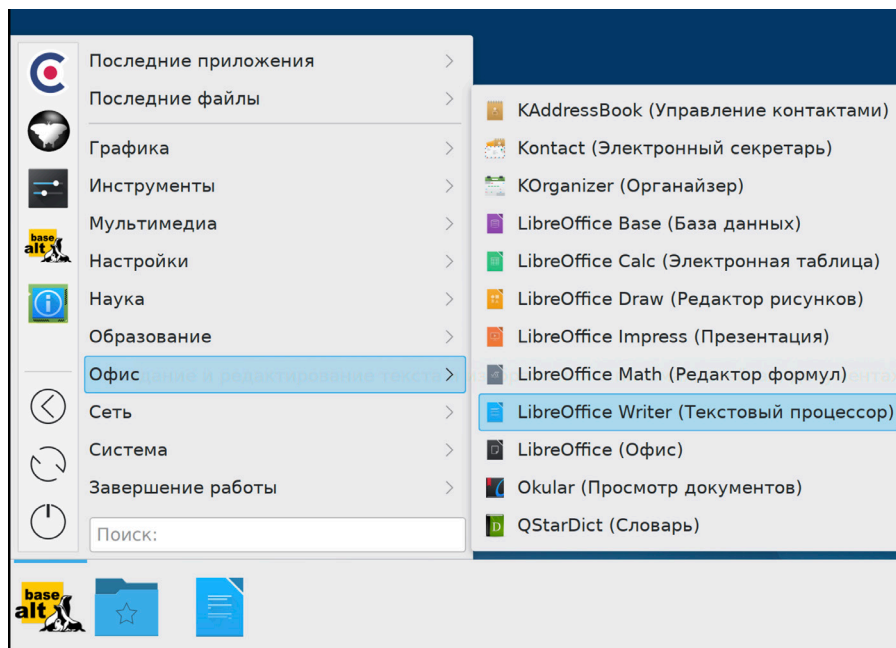 Последние приложения
Последние файлы
Графика
Инструменты
Мультимедиа
Настройки
Наука
Образование
Офис
Сеть
Система
Завершение работы
Поиск:
KAddressBook (Управление контактами)
Kontact (Электронный секретарь)
KOrganizer (Органайзер)
LibreOffice Base (База данных)
LibreOffice Calc (Электронная таблица)
LibreOffice Draw (Редактор рисунков)
LibreOffice Impress (Презентация)
LibreOffice Math (Редактор формул)
LibreOffice Writer (Текстовый процессор)
LibreOffice (Офис)
Okular (Просмотр документов)
QStarDict (Словарь)
base
alt
base
alt